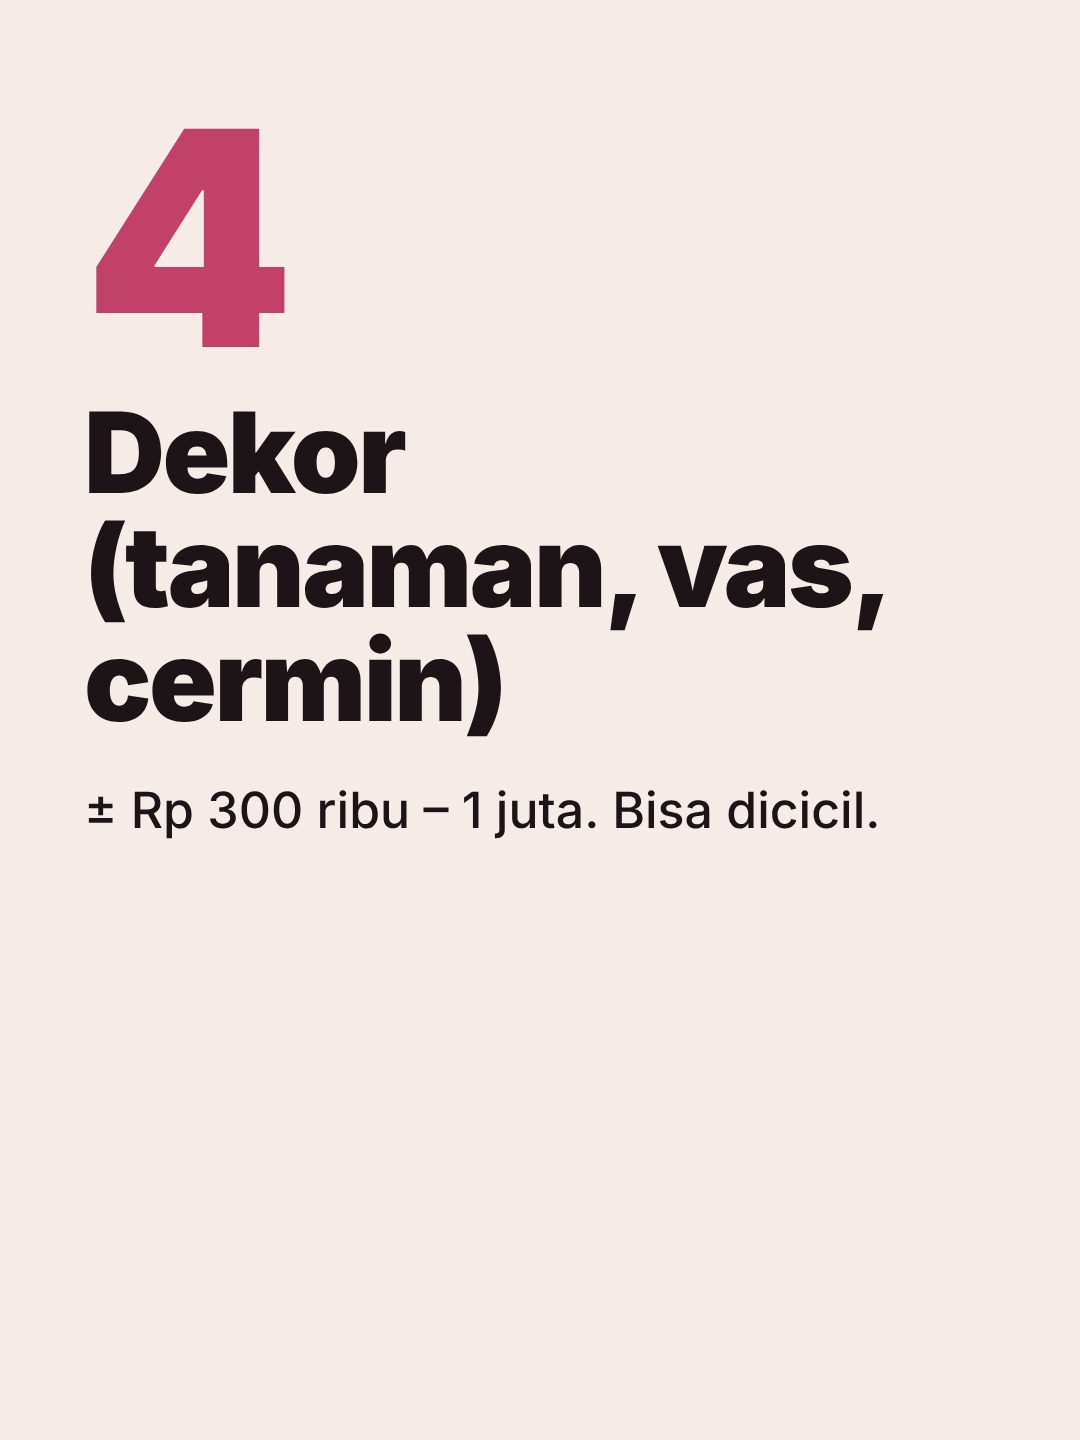 4
Dekor
(tanaman, vas,
cermin)
± Rp 300 ribu – 1 juta. Bisa dicicil.